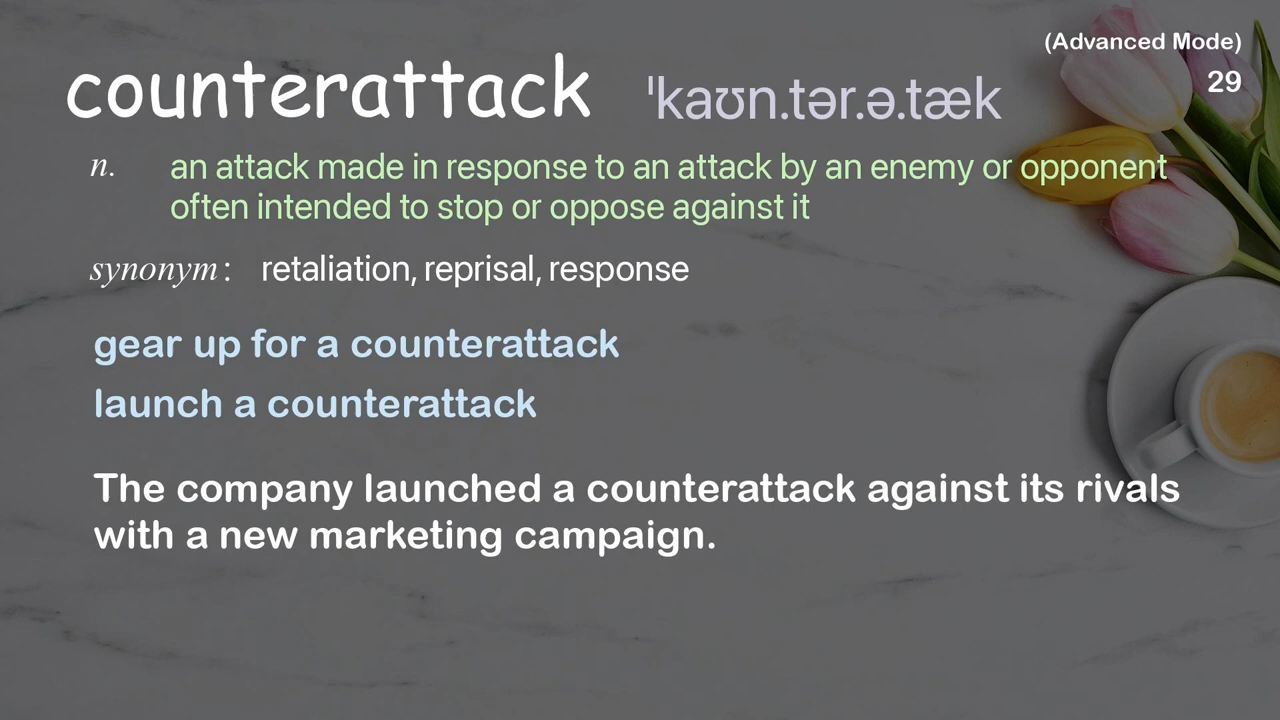 (Advanced Mode)
29
counterattack ˈkaʊn.tər.ə.tæk
n. an attack made in response to an attack by an enemy or opponent
often intended to stop or oppose against it
synonym: retaliation, reprisal, response
gear up for a counterattack
launch a counterattack
The company launched a counterattack against its rivals
with a new marketing campaign.